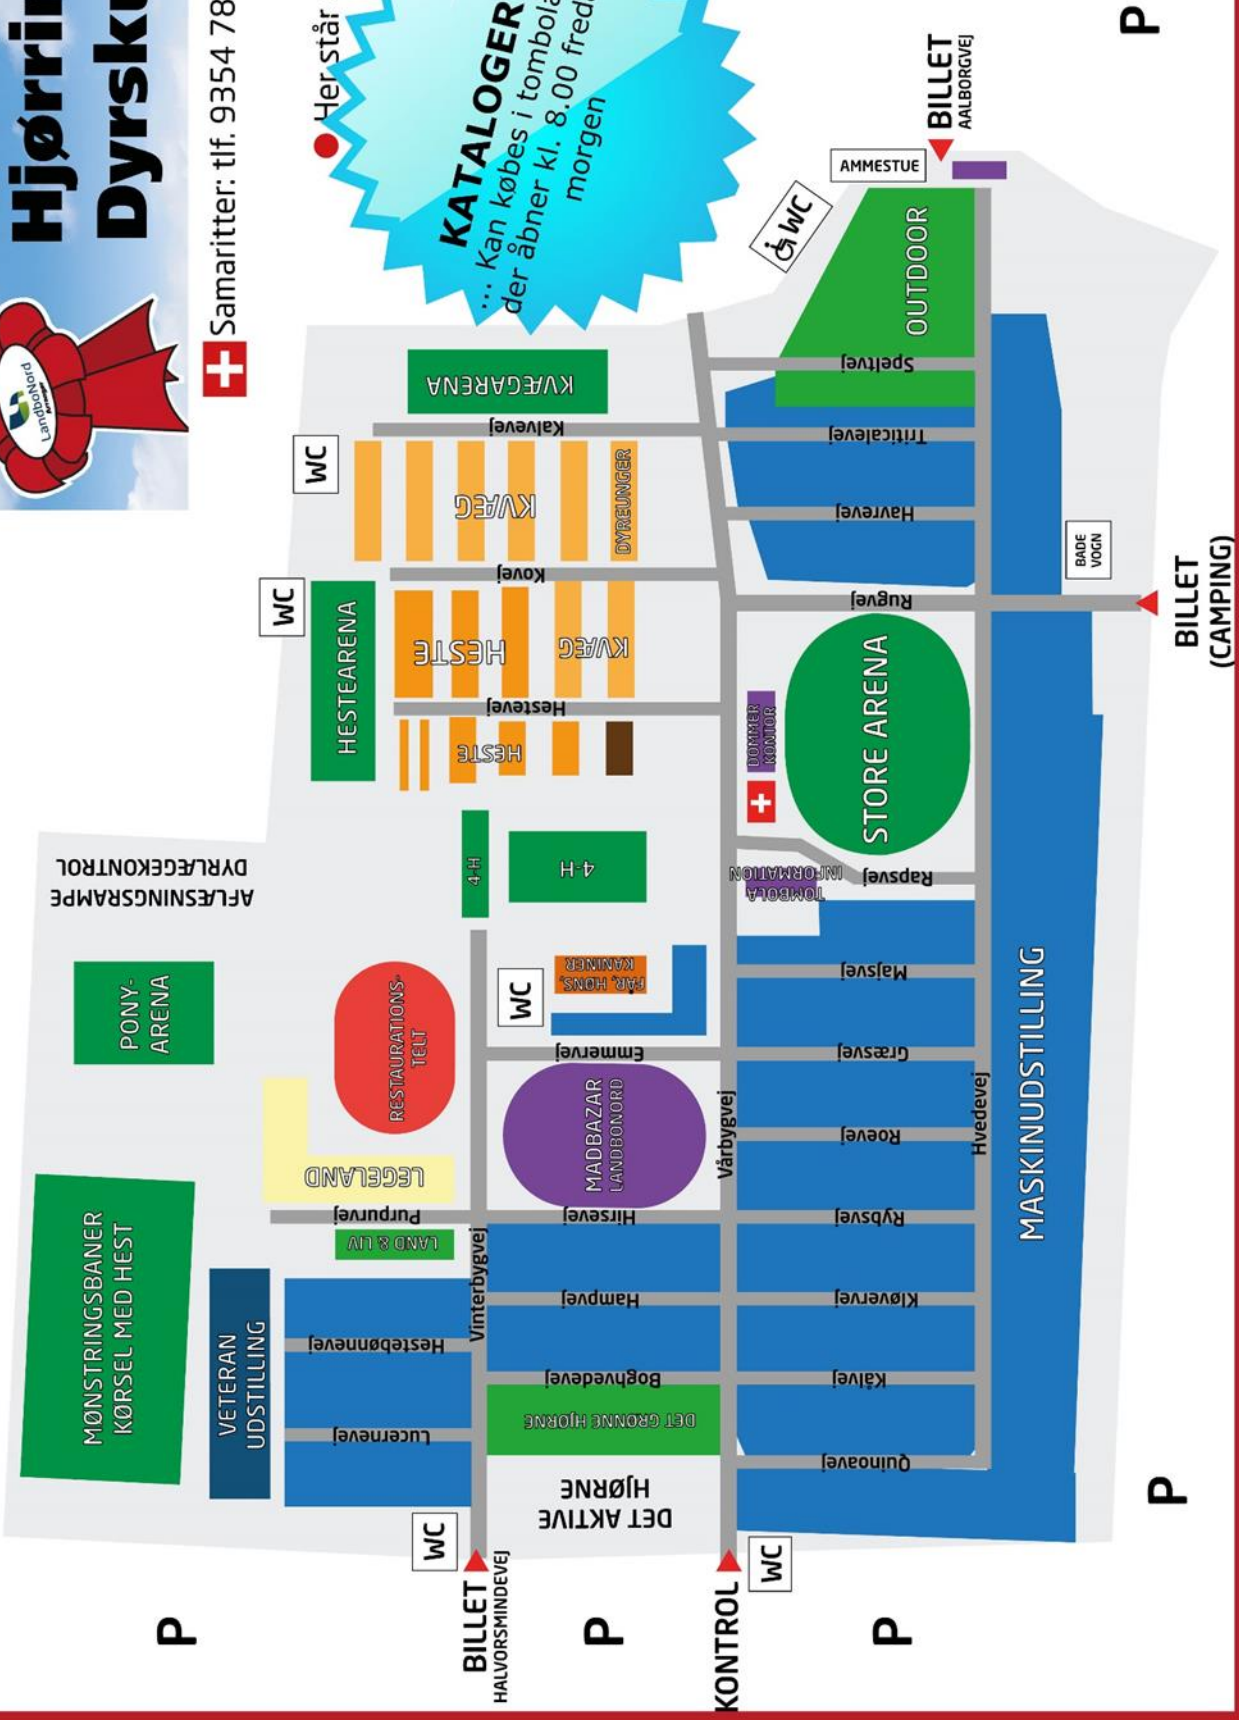 Hjørri
Dyrsku
LandboNord
Arrangør
Samaritter: tlf. 9354 78
Her står
KATALOGER
... Kan købes i tombola
der åbner kl. 8.00 freda
morgen
AFLÆSNINGSRAMPE
DYRLÆGEKONTROL
MØNSTRINGSBANER
KØRSEL MED HEST
PONY-
ARENA
VETERAN
UDSTILLING
LEGELAND
RESTAURATIONS-
TELT
HESTEARENA
WC
WC
KVÆGARENA
Kalvevej
KVÆG
DYREUNGER
Kovej
HESTE
KVÆG
Hestevej
HESTE
4-H
4-H
Purpurvej
LAND & LIV
Hestebønnevej
Lucernevej
Vinterbygvej
WC
BILLET
HALVORSMINDEVEJ
WC
FÅR, HØNS,
KANINER
Emmervej
MADBAZAR
LANDBONORD
Hirsevej
Hampvej
Boghvedevej
DET GRØNNE HJØRNE
DET AKTIVE
HJØRNE
Vårbygvej
KONTROL
WC
WC
AMMESTUE
BILLET
AALBORGVEJ
OUTDOOR
Speltvej
Triticalevej
Havrevej
Rugvej
DOMMER
KONTOR
STORE ARENA
TOMBOLA
INFORMATION
Rapsvej
Majsvej
Græsvej
Roevej
Rybsvej
Kløvervej
Kålvej
Quinoavej
Hvedevej
MASKINUDSTILLING
BADE
VOGN
BILLET
(CAMPING)
P
P
P
P
P